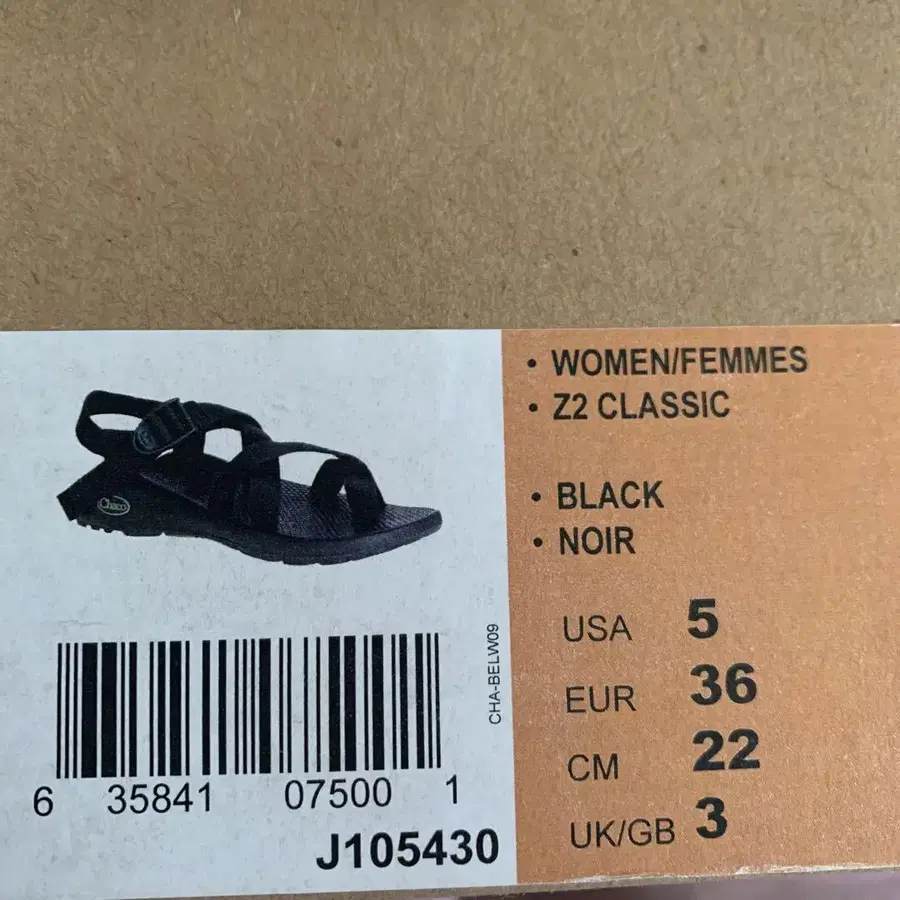 • WOMEN/FEMMES
• Z2 CLASSIC
• BLACK
• NOIR
USA 5
EUR 36
CM 22
UK/GB 3
Chaco
CHA-BELW09
6 35841 07500 1
J105430